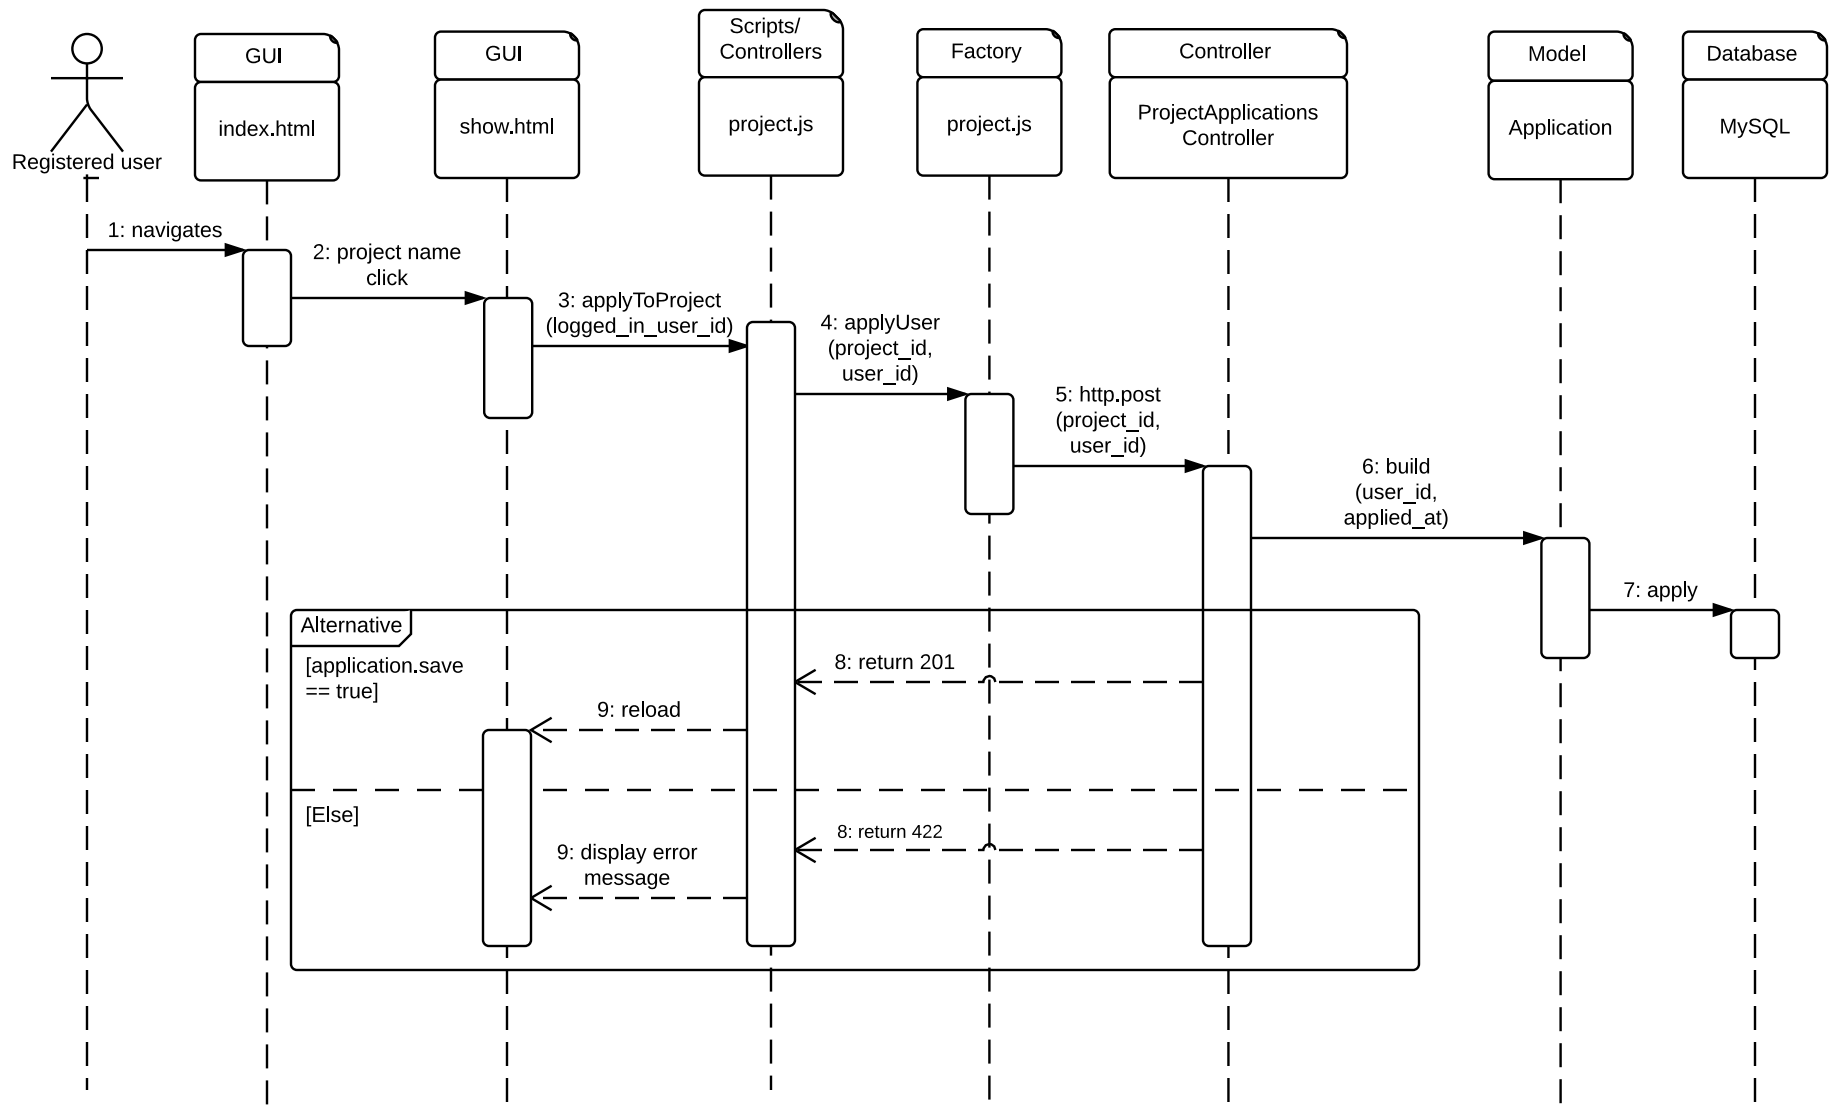 Registered user
GUI
index.html
GUI
show.html
Scripts/
Controllers
project.js
Factory
project.js
Controller
ProjectApplications
Controller
Model
Application
Database
MySQL
1: navigates
2: project name
click
3: applyToProject
(logged_in_user_id)
4: applyUser
(project_id,
user_id)
5: http.post
(project_id,
user_id)
6: build
(user_id,
applied_at)
7: apply
Alternative
[application.save
== true]
8: return 201
9: reload
[Else]
8: return 422
9: display error
message